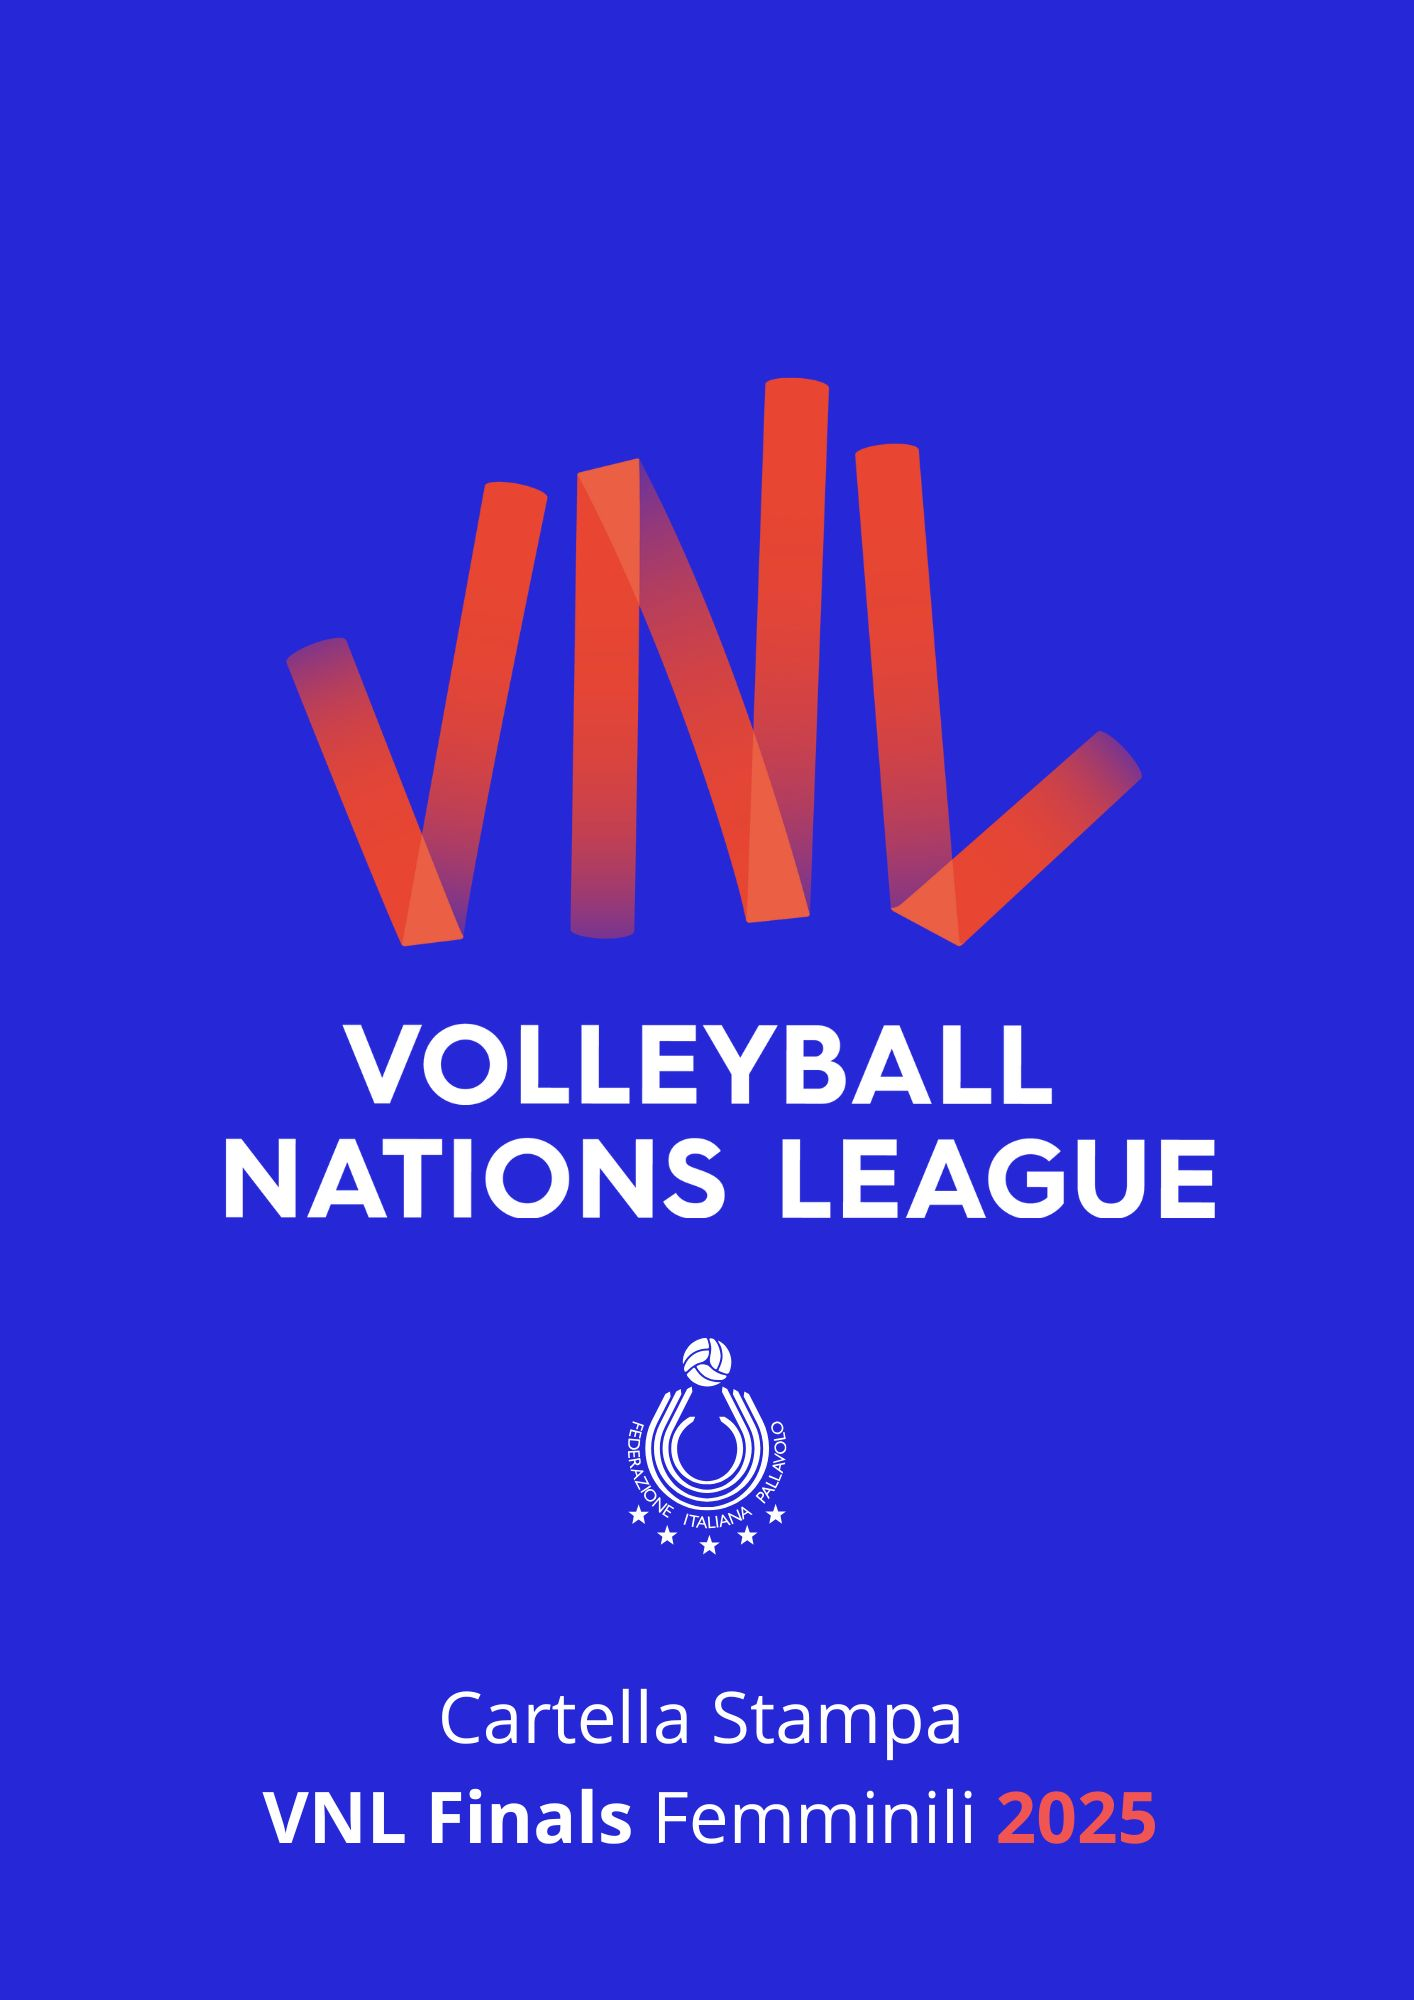 VNL
VOLLEYBALL
NATIONS LEAGUE
FEDERAZIONE ITALIANA PALLAVOLO
Cartella Stampa
VNL Finals Femminili 2025